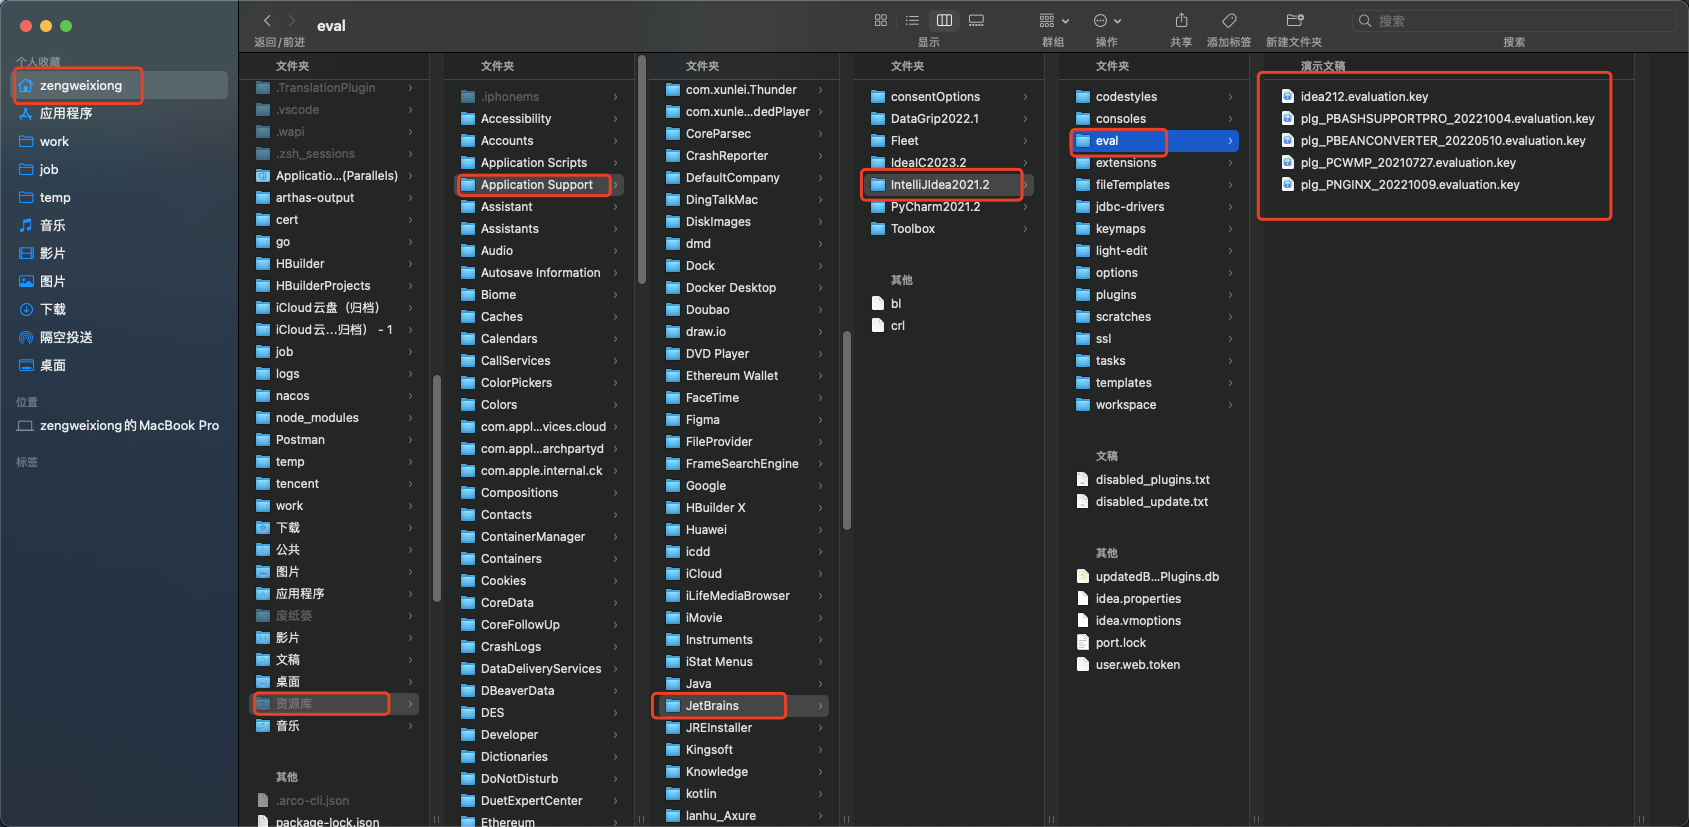 eval
返回/前进
显示
群组
操作
共享
添加标签
新建文件夹
搜索
搜索
个人收藏
zengweixiong
应用程序
work
job
temp
音乐
影片
图片
下载
隔空投送
桌面
位置
zengweixiong的MacBook Pro
标签
文件夹
.TranslationPlugin
.vscode
.wapi
.zsh_sessions
Applicatio...(Parallels)
arthas-output
cert
go
HBuilder
HBuilderProjects
iCloud云盘（归档）
iCloud云...归档） - 1
job
logs
nacos
node_modules
Postman
temp
tencent
work
下载
公共
图片
应用程序
废纸篓
影片
文稿
桌面
资源库
音乐
其他
.arco-cli.json
package-lock.json
文件夹
.iphonems
Accessibility
Accounts
Application Scripts
Application Support
Assistant
Assistants
Audio
Autosave Information
Biome
Caches
Calendars
CallServices
ColorPickers
Colors
com.appl...vices.cloud
com.appl...archpartyd
com.apple.internal.ck
Compositions
Contacts
ContainerManager
Containers
Cookies
CoreData
CoreFollowUp
CrashLogs
DataDeliveryServices
DBeaverData
DES
Developer
Dictionaries
DoNotDisturb
DuetExpertCenter
Ethereum
文件夹
com.xunlei.Thunder
com.xunle...dedPlayer
CoreParsec
CrashReporter
DefaultCompany
DingTalkMac
DiskImages
dmd
Dock
Docker Desktop
Doubao
draw.io
DVD Player
Ethereum Wallet
FaceTime
Figma
FileProvider
FrameSearchEngine
Google
HBuilder X
Huawei
icdd
iCloud
iLifeMediaBrowser
iMovie
Instruments
iStat Menus
Java
JetBrains
JREInstaller
Kingsoft
Knowledge
kotlin
lanhu_Axure
文件夹
consentOptions
DataGrip2022.1
Fleet
IdeaIC2023.2
IntelliJIdea2021.2
PyCharm2021.2
Toolbox
其他
bl
crl
文件夹
codestyles
consoles
eval
extensions
fileTemplates
jdbc-drivers
keymaps
light-edit
options
plugins
scratches
ssl
tasks
templates
workspace
文稿
disabled_plugins.txt
disabled_update.txt
其他
updatedB...Plugins.db
idea.properties
idea.vmoptions
port.lock
user.web.token
演示文稿
idea212.evaluation.key
plg_PBASHSUPPORTPRO_20221004.evaluation.key
plg_PBEANCONVERTER_20220510.evaluation.key
plg_PCWMP_20210727.evaluation.key
plg_PNGINX_20221009.evaluation.key